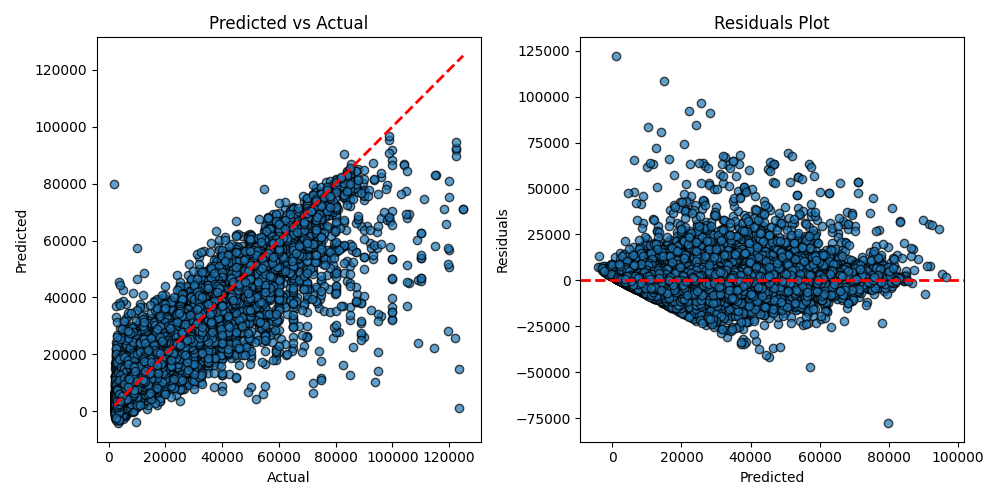 Predicted vs Actual
120000
100000
80000
60000
40000
20000
0
Predicted
0 20000 40000 60000 80000 100000 120000
Actual
Residuals Plot
125000
100000
75000
50000
25000
0
−25000
−50000
−75000
Residuals
0 20000 40000 60000 80000 100000
Predicted